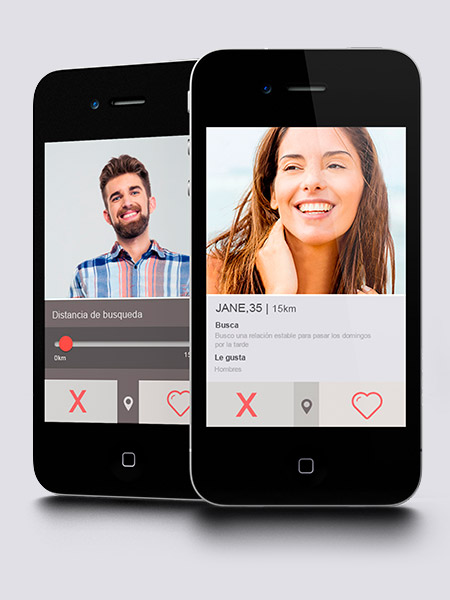 Distancia de busqueda
0km
15
X
JANE,35 | 15km
Busca
Busco una relación estable para pasar los domingos
por la tarde
Le gusta
Hombres
X